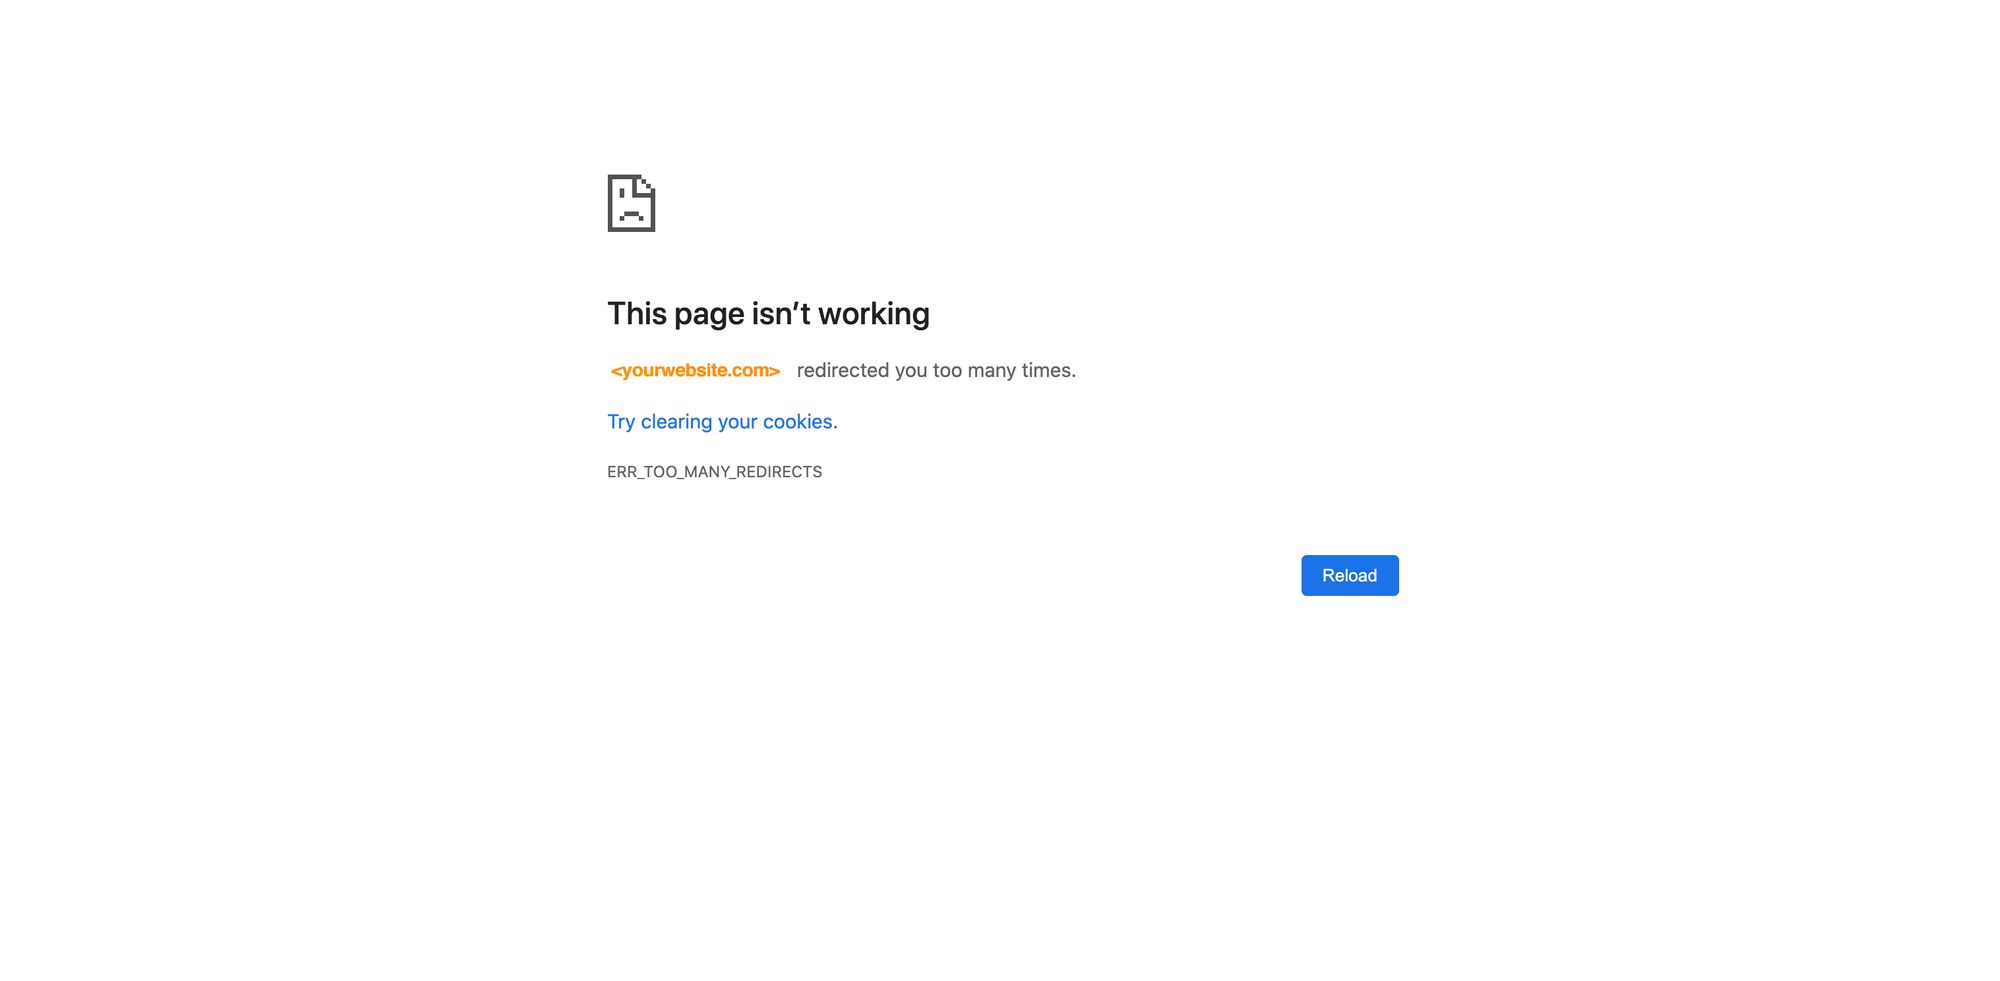 This page isn’t working
<yourwebsite.com> redirected you too many times.
Try clearing your cookies.
ERR_TOO_MANY_REDIRECTS
Reload